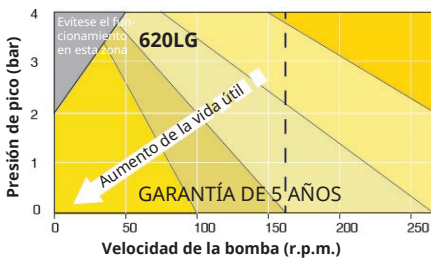 Presión de pico (bar)
4
3
2
1
0
Evítese el fun-
cionamiento
en esta zona
620LG
Aumento de la vida útil
GARANTÍA DE 5 AÑOS
0 50 100 150 200 250
Velocidad de la bomba (r.p.m.)